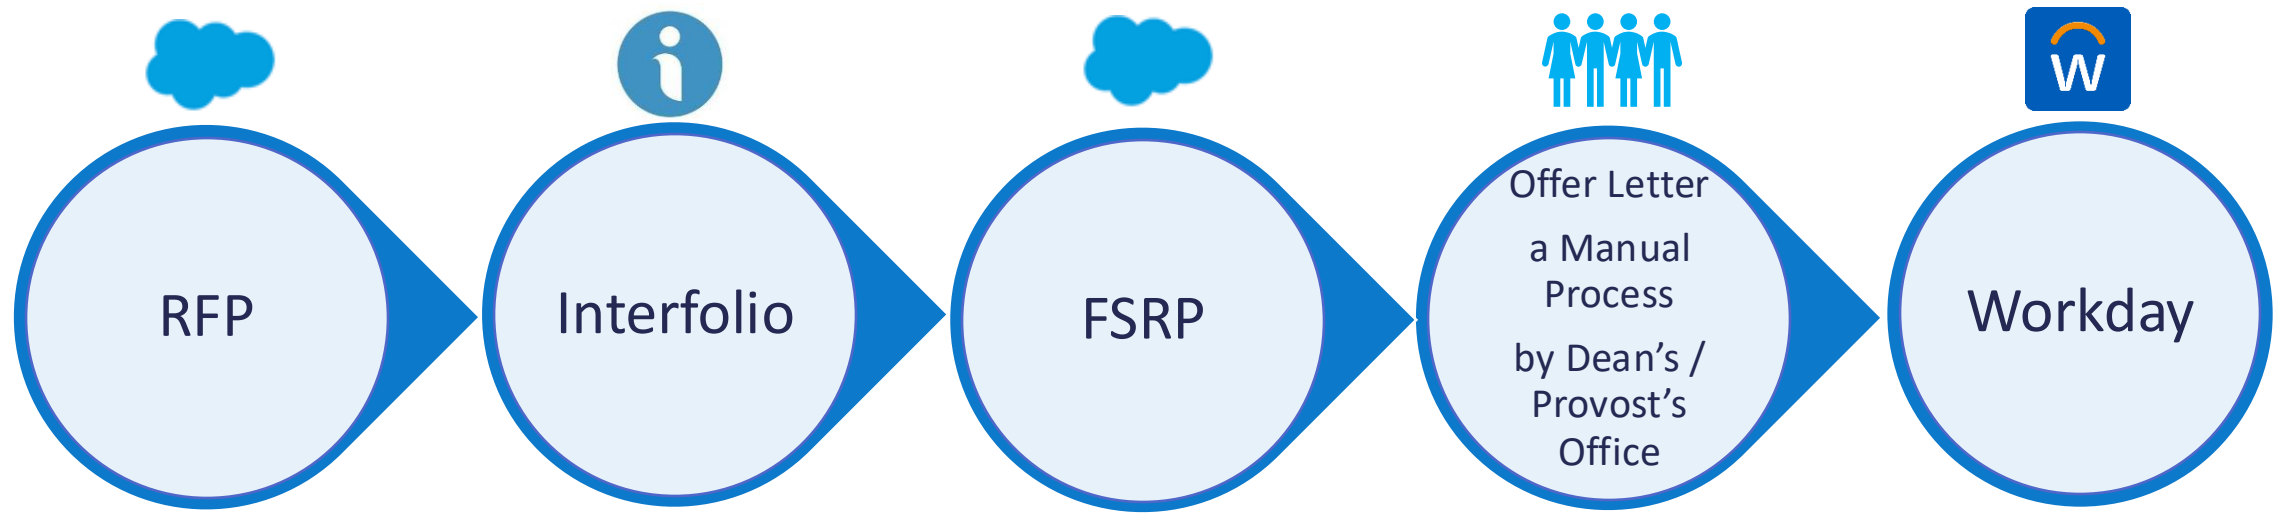 W
RFP
Interfolio
FSRP
Offer Letter
a Manual
Process
by Dean’s /
Provost’s
Office
Workday